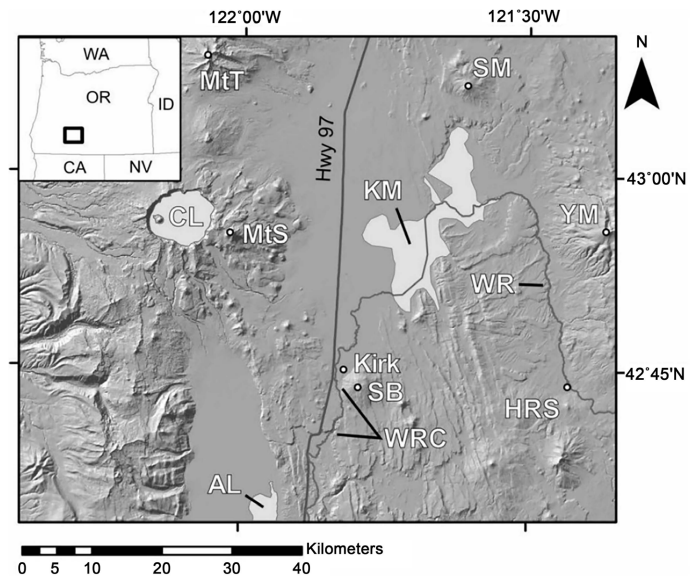 122°00'W
121°30'W
WA
OR
ID
CA
NV
MtT
SM
N
Hwy 97
43°00'N
KM
CL
MtS
YM
WR
Kirk
SB
42°45'N
HRS
WRC
AL
0
5
10
20
30
40
Kilometers